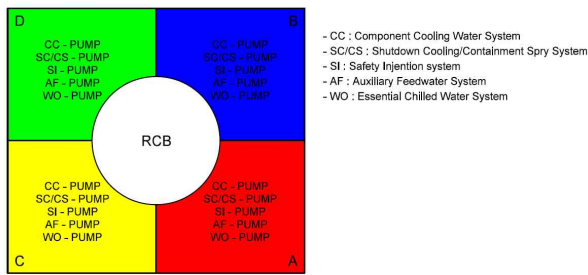 D
CC - PUMP
SC/CS - PUMP
SI - PUMP
AF - PUMP
WO - PUMP
B
CC - PUMP
SC/CS - PUMP
SI - PUMP
AF - PUMP
WO - PUMP
RCB
CC - PUMP
SC/CS - PUMP
SI - PUMP
AF - PUMP
WO - PUMP
C
CC - PUMP
SC/CS - PUMP
SI - PUMP
AF - PUMP
WO - PUMP
A
- CC : Component Cooling Water System
- SC/CS : Shutdown Cooling/Containment Spry System
- SI : Safety Injention system
- AF : Auxiliary Feedwater System
- WO : Essential Chilled Water System